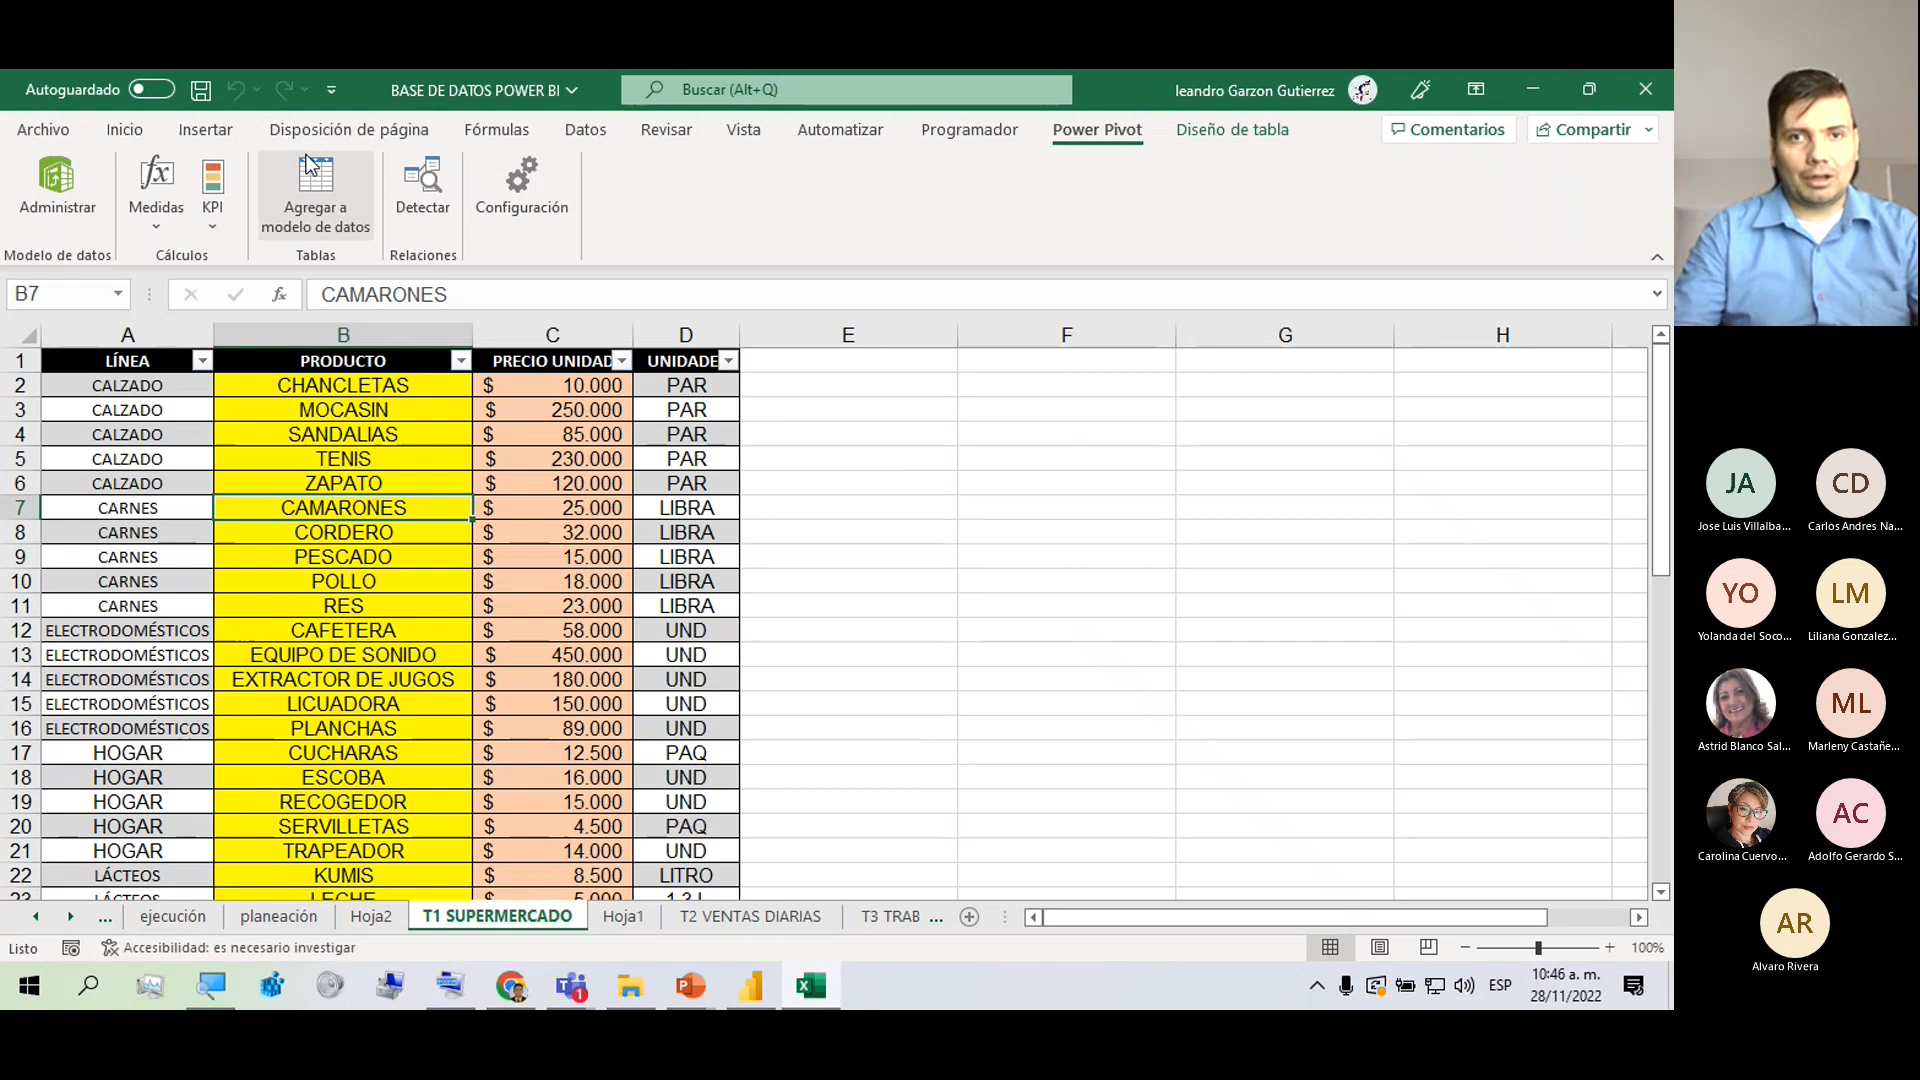 Autoguardado
BASE DE DATOS POWER BI
Buscar (Alt+Q)
leandro Garzon Gutierrez
Archivo Inicio Insertar Disposición de página Fórmulas Datos Revisar Vista Automatizar Programador Power Pivot Diseño de tabla Comentarios Compartir
Administrar Medidas KPI Agregar a modelo de datos Detectar Configuración
Modelo de datos Cálculos Tablas Relaciones
B7 fx CAMARONES
A B C D E F G H
1 LÍNEA PRODUCTO PRECIO UNIDAD UNIDADE
2 CALZADO CHANCLETAS $ 10.000 PAR
3 CALZADO MOCASIN $ 250.000 PAR
4 CALZADO SANDALIAS $ 85.000 PAR
5 CALZADO TENIS $ 230.000 PAR
6 CALZADO ZAPATO $ 120.000 PAR
7 CARNES CAMARONES $ 25.000 LIBRA
8 CARNES CORDERO $ 32.000 LIBRA
9 CARNES PESCADO $ 15.000 LIBRA
10 CARNES POLLO $ 18.000 LIBRA
11 CARNES RES $ 23.000 LIBRA
12 ELECTRODOMÉSTICOS CAFETERA $ 58.000 UND
13 ELECTRODOMÉSTICOS EQUIPO DE SONIDO $ 450.000 UND
14 ELECTRODOMÉSTICOS EXTRACTOR DE JUGOS $ 180.000 UND
15 ELECTRODOMÉSTICOS LICUADORA $ 150.000 UND
16 ELECTRODOMÉSTICOS PLANCHAS $ 89.000 UND
17 HOGAR CUCHARAS $ 12.500 PAQ
18 HOGAR ESCOBA $ 16.000 UND
19 HOGAR RECOGEDOR $ 15.000 UND
20 HOGAR SERVILLETAS $ 4.500 PAQ
21 HOGAR TRAPEADOR $ 14.000 UND
22 LÁCTEOS KUMIS $ 8.500 LITRO
23 LÁCTEOS LECHE 5.000
... ejecución planeación Hoja2 T1 SUPERMERCADO Hoja1 T2 VENTAS DIARIAS T3 TRAB ...
Listo Accesibilidad: es necesario investigar 100%
1
ESP 10:46 a. m.
28/11/2022
JA CD
Jose Luis Villalba... Carlos Andres Na...
YO LM
Yolanda del Soco... Liliana Gonzalez...
ML
Astrid Blanco Sal... Marleny Castañe...
AC
Carolina Cuervo... Adolfo Gerardo S...
AR
Alvaro Rivera